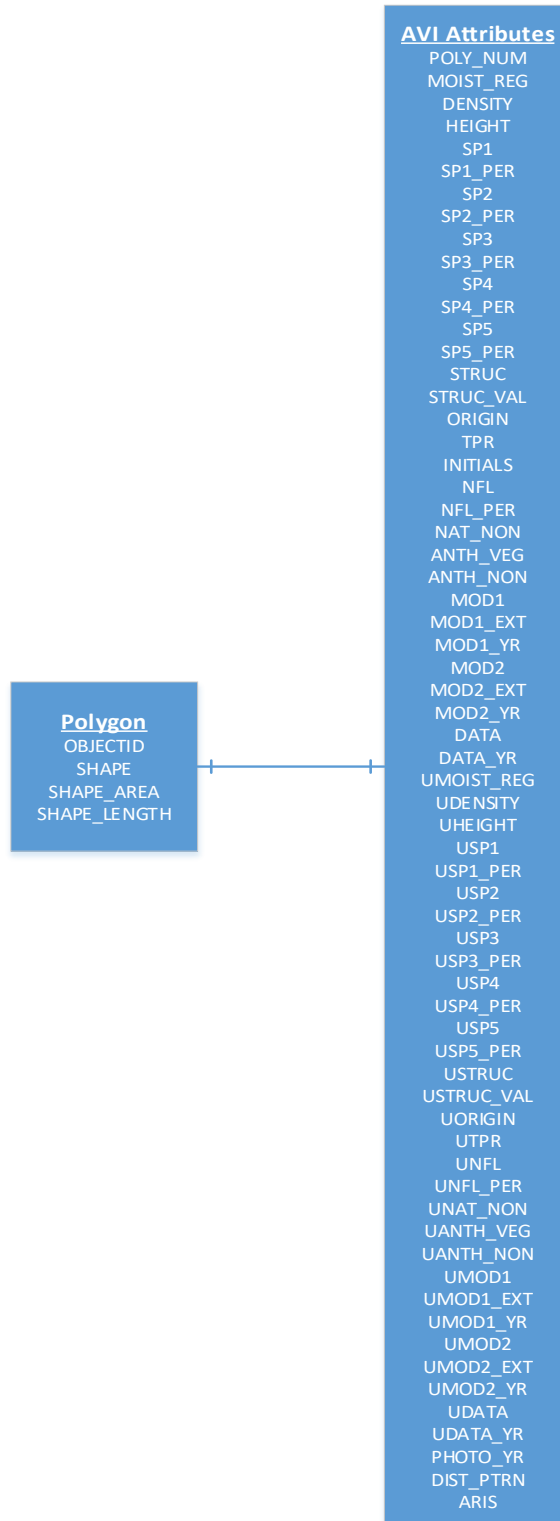 AVI Attributes
POLY_NUM
MOIST_REG
DENSITY
HEIGHT
SP1
SP1_PER
SP2
SP2_PER
SP3
SP3_PER
SP4
SP4_PER
SP5
SP5_PER
STRUC
STRUC_VAL
ORIGIN
TPR
INITIALS
NFL
NFL_PER
NAT_NON
ANTH_VEG
ANTH_NON
MOD1
MOD1_EXT
MOD1_YR
MOD2
MOD2_EXT
MOD2_YR
DATA
DATA_YR
UMOIST_REG
UDENSITY
UHEIGHT
USP1
USP1_PER
USP2
USP2_PER
USP3
USP3_PER
USP4
USP4_PER
USP5
USP5_PER
USTRUC
USTRUC_VAL
UORIGIN
UTPR
UNFL
UNFL_PER
UNAT_NON
UANTH_VEG
UANTH_NON
UMOD1
UMOD1_EXT
UMOD1_YR
UMOD2
UMOD2_EXT
UMOD2_YR
UDATA
UDATA_YR
PHOTO_YR
DIST_PTRN
ARIS
Polygon
OBJECTID
SHAPE
SHAPE_AREA
SHAPE_LENGTH